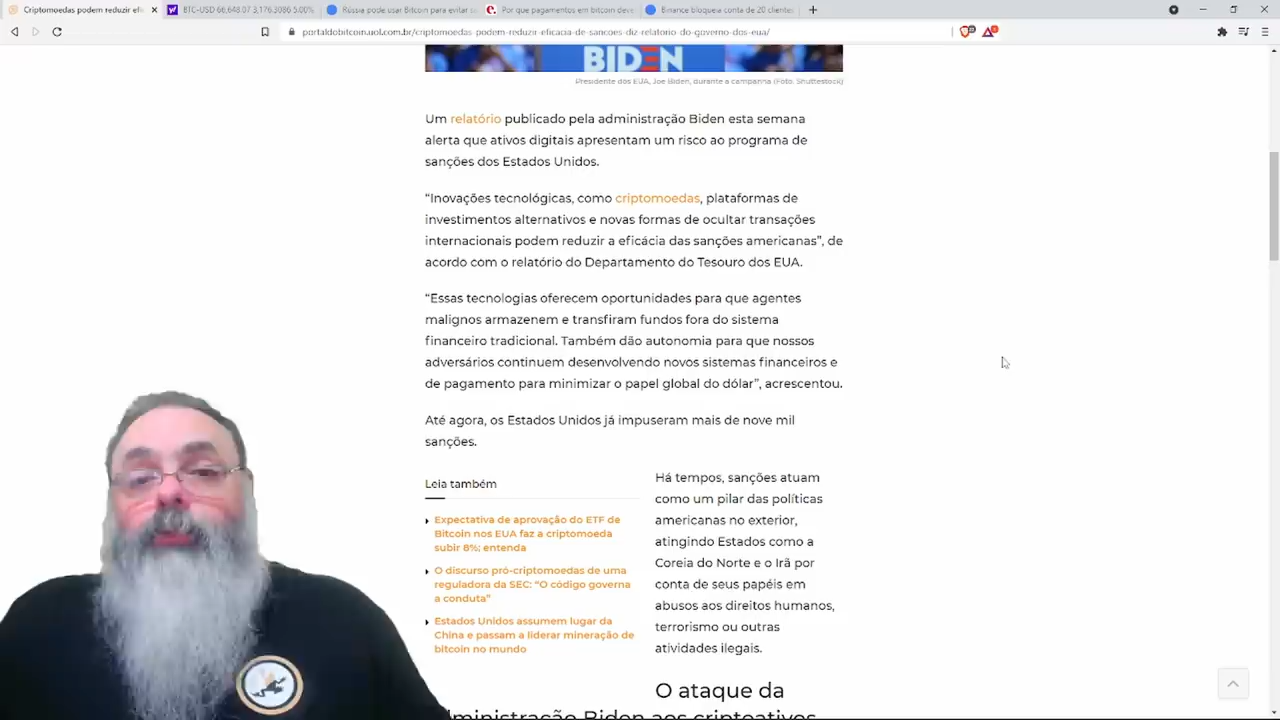 Criptomoedas podem reduzir efi
BTC-USD 66,648.07 3,176.3086 5.00%
Rússia pode usar Bitcoin para evitar s
Por que pagamentos em bitcoin deve
Binance bloqueia conta de 20 cliente
portaldobitcoin.uol.com.br/criptomoedas-podem-reduzir-eficacia-de-sancoes-diz-relatorio-do-governo-dos-eua/
BIDEN
Presidente dos EUA, Joe Biden, durante a campanha (Foto: Shutterstock)
Um relatório publicado pela administração Biden esta semana
alerta que ativos digitais apresentam um risco ao programa de
sanções dos Estados Unidos.
“Inovações tecnológicas, como criptomoedas, plataformas de
investimentos alternativos e novas formas de ocultar transações
internacionais podem reduzir a eficácia das sanções americanas”, de
acordo com o relatório do Departamento do Tesouro dos EUA.
“Essas tecnologias oferecem oportunidades para que agentes
malignos armazenem e transfiram fundos fora do sistema
financeiro tradicional. Também dão autonomia para que nossos
adversários continuem desenvolvendo novos sistemas financeiros e
de pagamento para minimizar o papel global do dólar”, acrescentou.
Até agora, os Estados Unidos já impuseram mais de nove mil
sanções.
Leia também
Expectativa de aprovação do ETF de
Bitcoin nos EUA faz a criptomoeda
subir 8%; entenda
O discurso pró-criptomoedas de uma
reguladora da SEC: “O código governa
a conduta”
Estados Unidos assumem lugar da
China e passam a liderar mineração de
bitcoin no mundo
Há tempos, sanções atuam
como um pilar das políticas
americanas no exterior,
atingindo Estados como a
Coreia do Norte e o Irã por
conta de seus papéis em
abusos aos direitos humanos,
terrorismo ou outras
atividades ilegais.
O ataque da
ministração Biden aos criptoativos